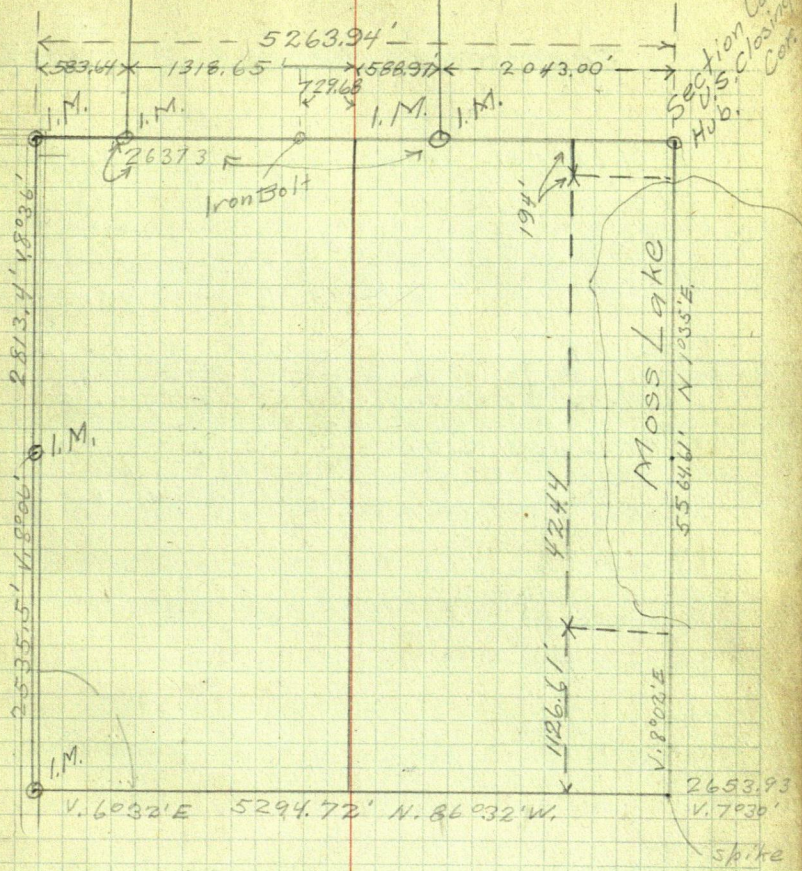 5263.94'
583.64 1318.65' 588.97' 2043.00'
729.68
Section
U.S. Closing
Cor.
Hub.
I.M. I.M. I.M. I.M.
26373
Iron Bolt
194'
2813.4' V.8°36'
Moss Lake
5564.61' N 1°35'E.
I.M.
4244
2535.5' V.8°06'
1126.61'
V. 8°02'E
I.M.
V. 6°32'E 5294.72' N. 86°32'W.
2653.93
V. 7°30'
spike